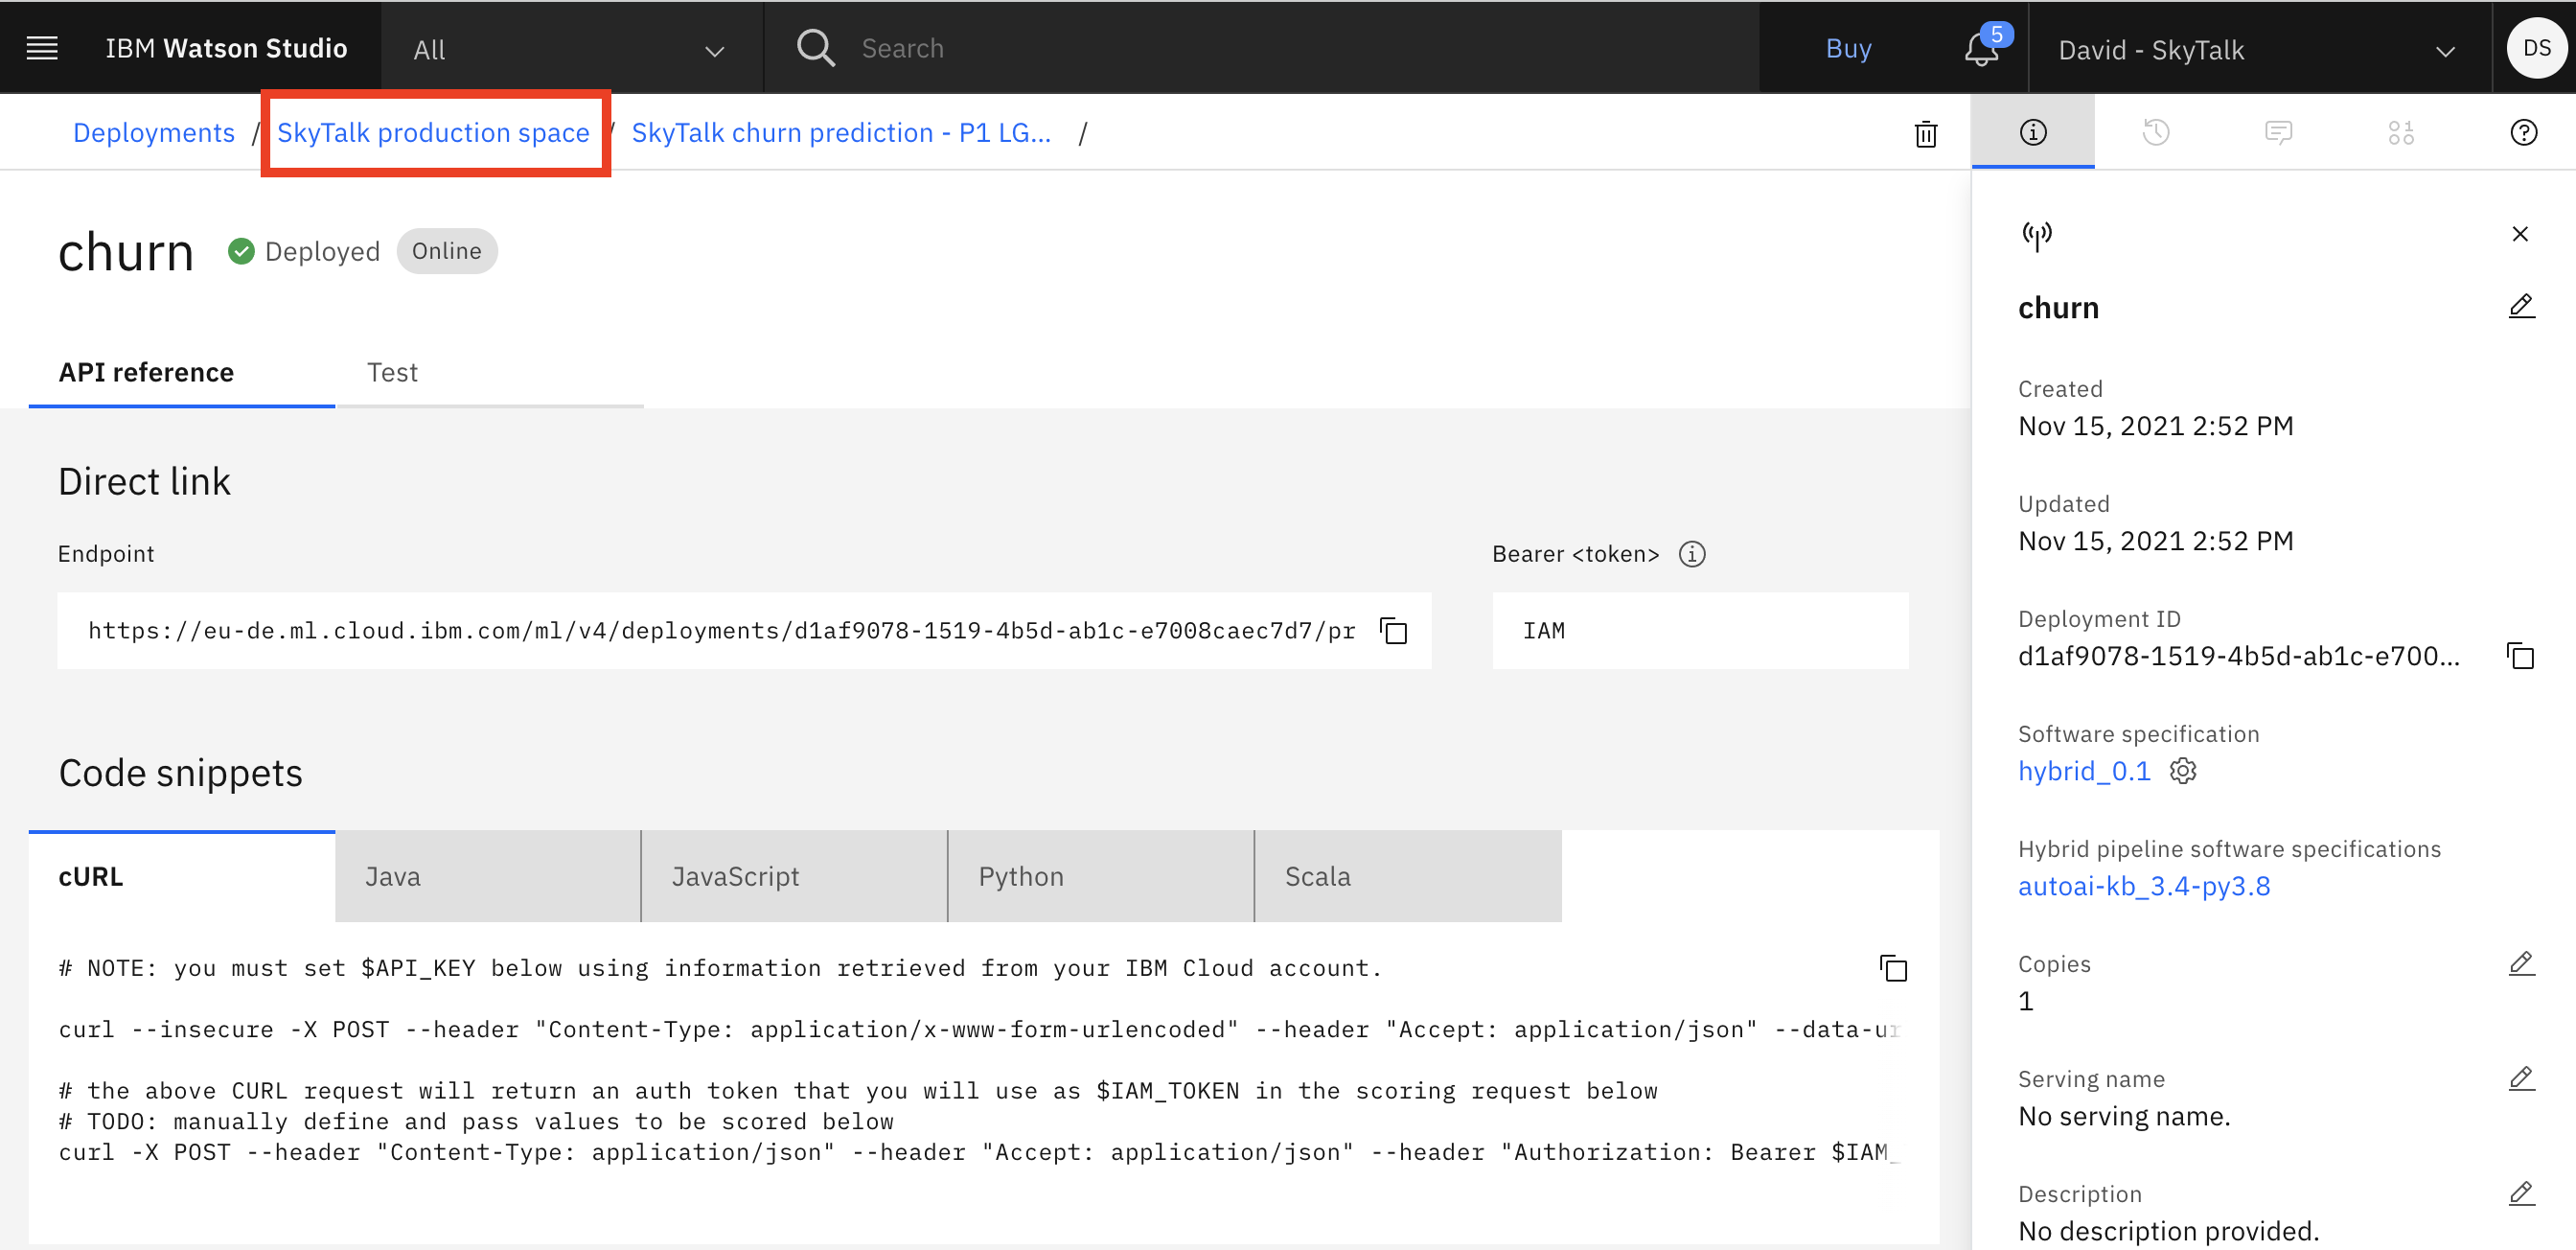 IBM Watson Studio
All
Search
Buy
5
David - SkyTalk
DS
Deployments / SkyTalk production space / SkyTalk churn prediction - P1 LG... /
churn
Deployed
Online
API reference
Test
Direct link
Endpoint
Bearer <token>
https://eu-de.ml.cloud.ibm.com/ml/v4/deployments/d1af9078-1519-4b5d-ab1c-e7008caec7d7/pr
IAM
Code snippets
cURL
Java
JavaScript
Python
Scala
# NOTE: you must set $API_KEY below using information retrieved from your IBM Cloud account.
curl --insecure -X POST --header "Content-Type: application/x-www-form-urlencoded" --header "Accept: application/json" --data-ur
# the above CURL request will return an auth token that you will use as $IAM_TOKEN in the scoring request below
# TODO: manually define and pass values to be scored below
curl -X POST --header "Content-Type: application/json" --header "Accept: application/json" --header "Authorization: Bearer $IAM_
churn
Created
Nov 15, 2021 2:52 PM
Updated
Nov 15, 2021 2:52 PM
Deployment ID
d1af9078-1519-4b5d-ab1c-e700...
Software specification
hybrid_0.1
Hybrid pipeline software specifications
autoai-kb_3.4-py3.8
Copies
1
Serving name
No serving name.
Description
No description provided.